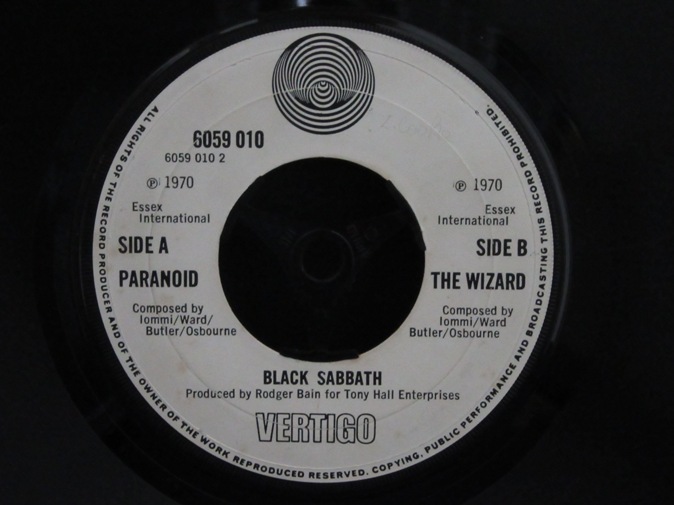 6059 010
6059 010 2
℗ 1970
Essex
International
SIDE A
PARANOID
Composed by
Iommi/Ward/
Butler/Osbourne
℗ 1970
Essex
International
SIDE B
THE WIZARD
Composed by
Iommi/Ward
Butler/Osbourne
BLACK SABBATH
Produced by Rodger Bain for Tony Hall Enterprises
VERTIGO
ALL RIGHTS OF THE RECORD PRODUCER AND OF THE OWNER OF THE WORK REPRODUCED RESERVED. COPYING, PUBLIC PERFORMANCE AND BROADCASTING THIS RECORD PROHIBITED.